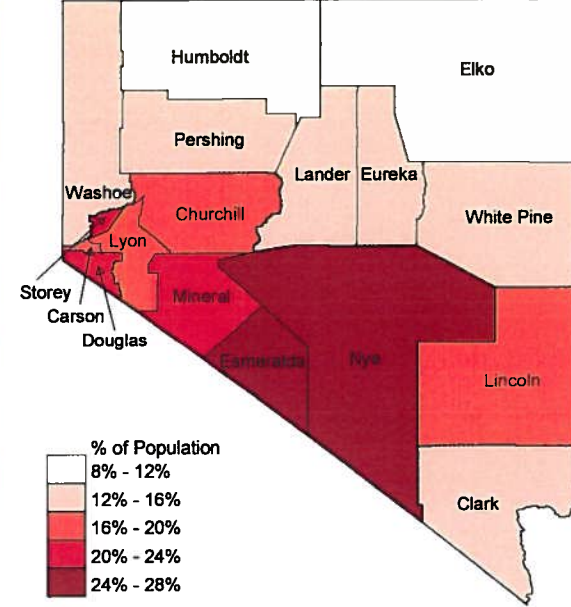 Humboldt
Elko
Pershing
Lander
Eureka
Washoe
Churchill
White Pine
Lyon
Storey
Carson
Douglas
Mineral
Esmeralda
Nye
Lincoln
Clark
% of Population
8% - 12%
12% - 16%
16% - 20%
20% - 24%
24% - 28%